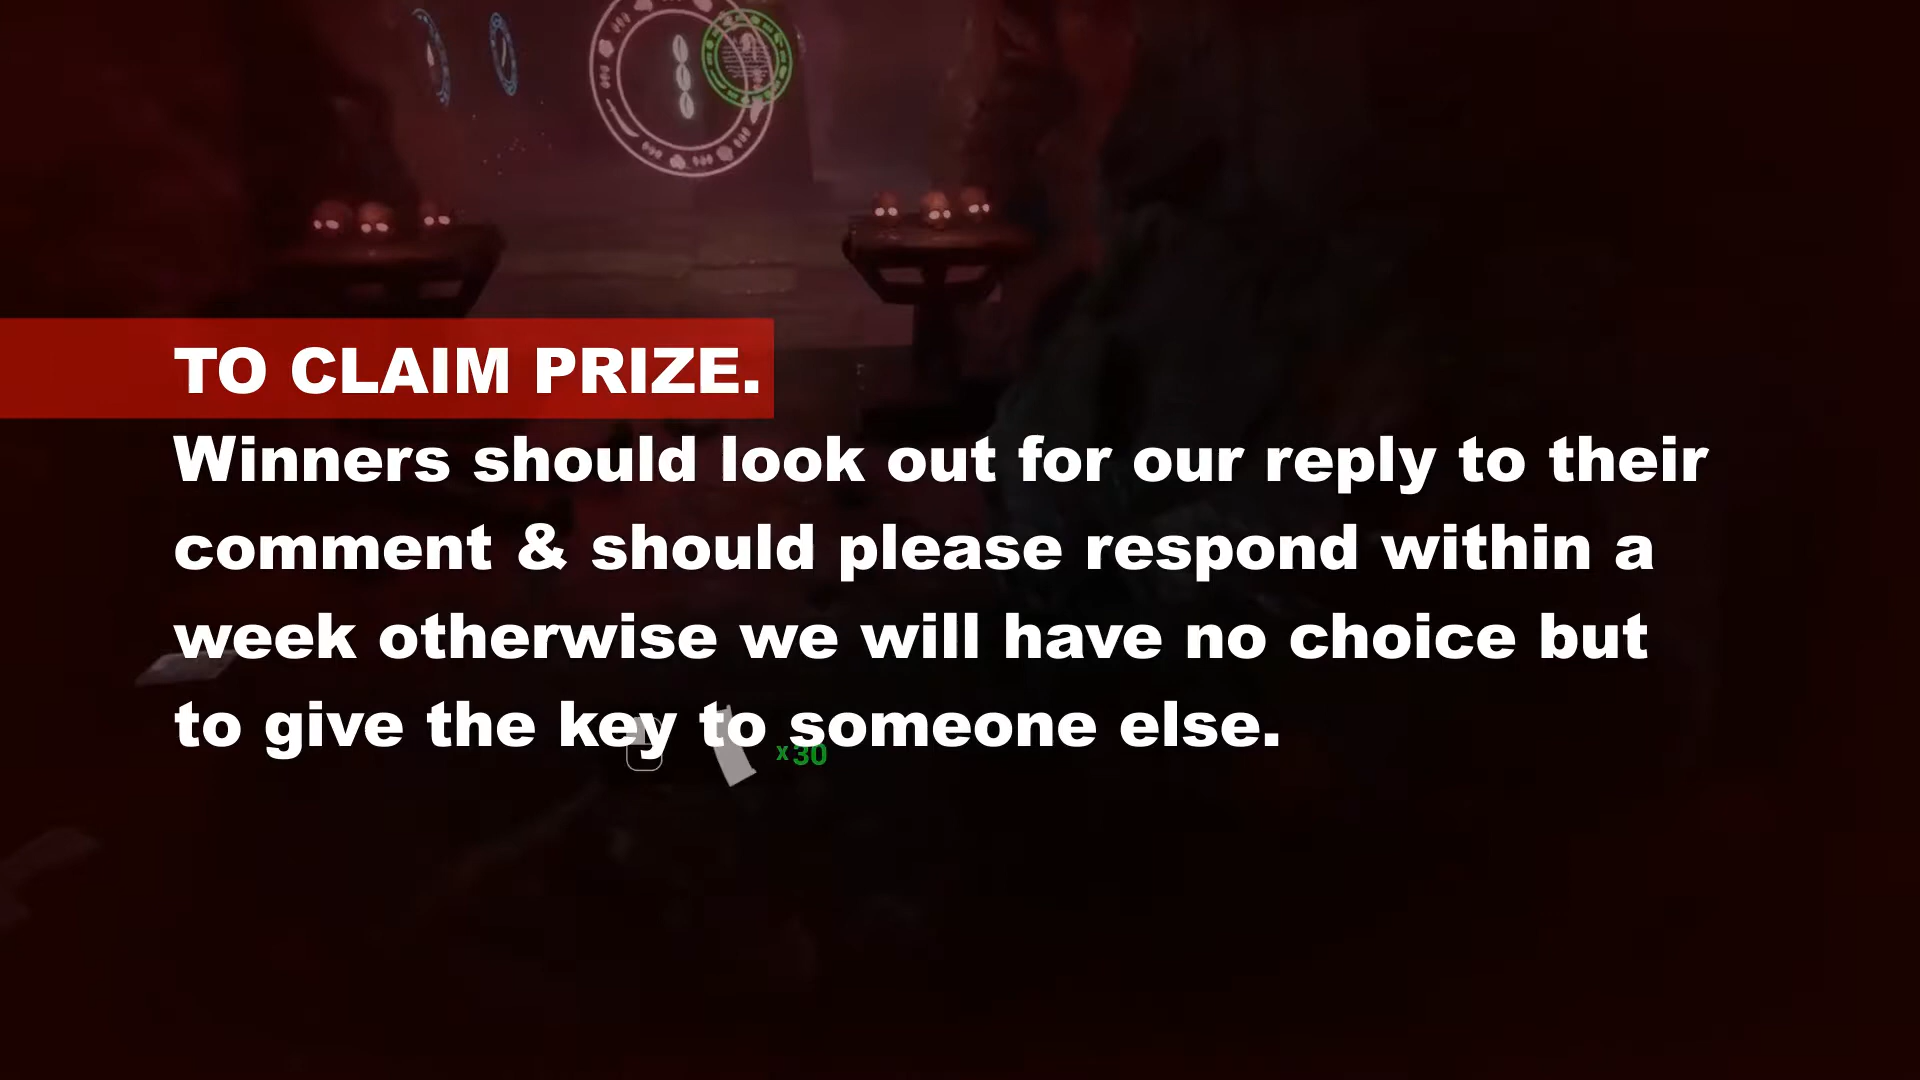 TO CLAIM PRIZE.
Winners should look out for our reply to their
comment & should please respond within a
week otherwise we will have no choice but
to give the key to someone else.
x30